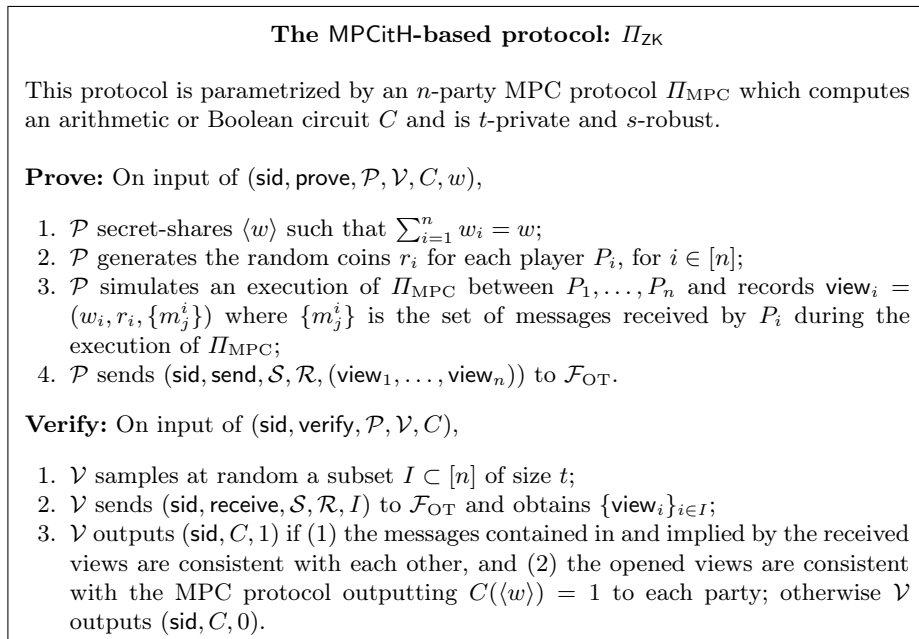 The MPCitH-based protocol: Π_ZK
This protocol is parametrized by an n-party MPC protocol Π_MPC which computes
an arithmetic or Boolean circuit C and is t-private and s-robust.
Prove: On input of (sid, prove, 𝒫, 𝒱, C, w),
1. 𝒫 secret-shares ⟨w⟩ such that ∑_{i=1}^{n} w_i = w;
2. 𝒫 generates the random coins r_i for each player P_i, for i ∈ [n];
3. 𝒫 simulates an execution of Π_MPC between P_1, . . . , P_n and records view_i =
(w_i, r_i, {m_j^i}) where {m_j^i} is the set of messages received by P_i during the
execution of Π_MPC;
4. 𝒫 sends (sid, send, 𝒮, ℛ, (view_1, . . . , view_n)) to ℱ_OT.
Verify: On input of (sid, verify, 𝒫, 𝒱, C),
1. 𝒱 samples at random a subset I ⊂ [n] of size t;
2. 𝒱 sends (sid, receive, 𝒮, ℛ, I) to ℱ_OT and obtains {view_i}_{i∈I};
3. 𝒱 outputs (sid, C, 1) if (1) the messages contained in and implied by the received
views are consistent with each other, and (2) the opened views are consistent
with the MPC protocol outputting C(⟨w⟩) = 1 to each party; otherwise 𝒱
outputs (sid, C, 0).